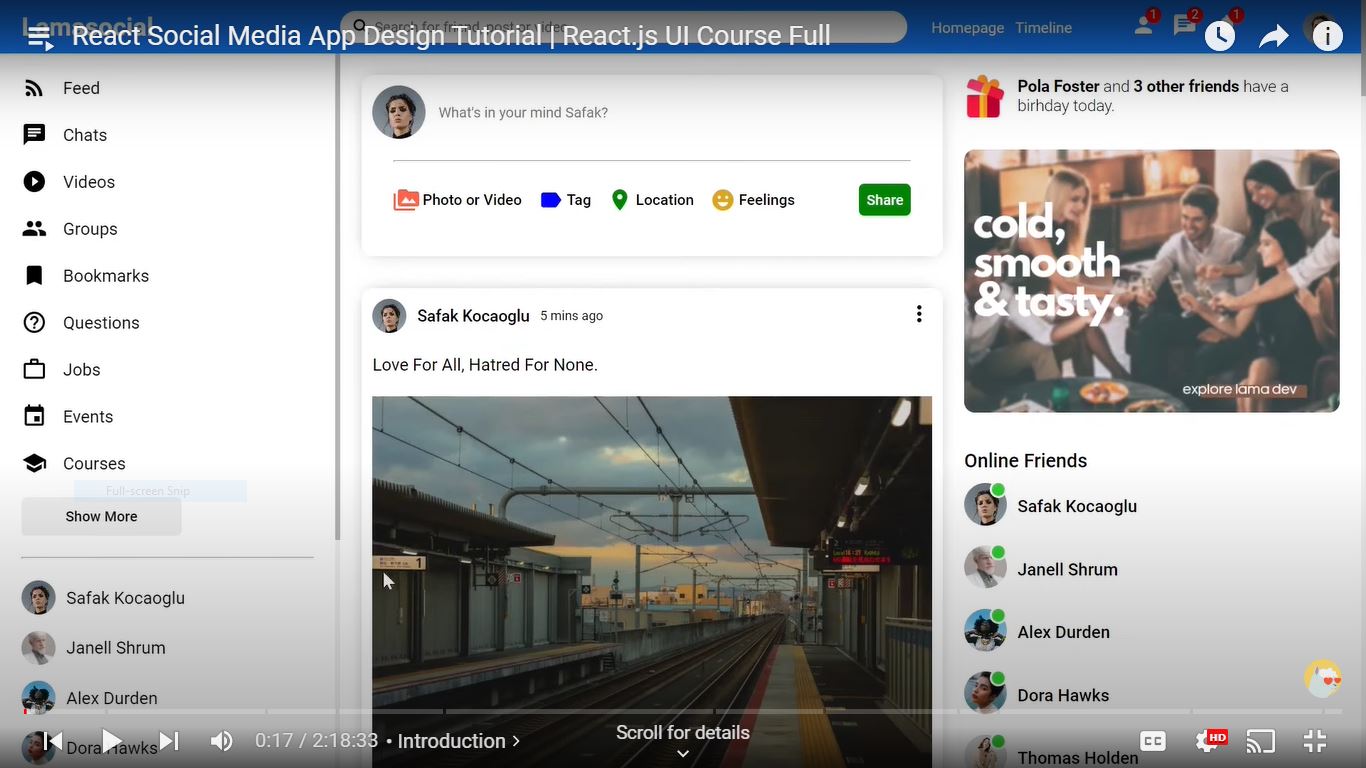 Lamasocial
Search for friend, post or video
React Social Media App Design Tutorial | React.js UI Course Full
Homepage Timeline
1
2
1
Feed
Chats
Videos
Groups
Bookmarks
Questions
Jobs
Events
Courses
Full-screen Snip
Show More
Safak Kocaoglu
Janell Shrum
Alex Durden
Dora Hawks
What's in your mind Safak?
Photo or Video
Tag
Location
Feelings
Share
Safak Kocaoglu 5 mins ago
Love For All, Hatred For None.
1
Pola Foster and 3 other friends have a
birhday today.
cold,
smooth
& tasty.
explore lama dev
Online Friends
Safak Kocaoglu
Janell Shrum
Alex Durden
Dora Hawks
Thomas Holden
0:17 / 2:18:33 • Introduction
Scroll for details
CC
HD